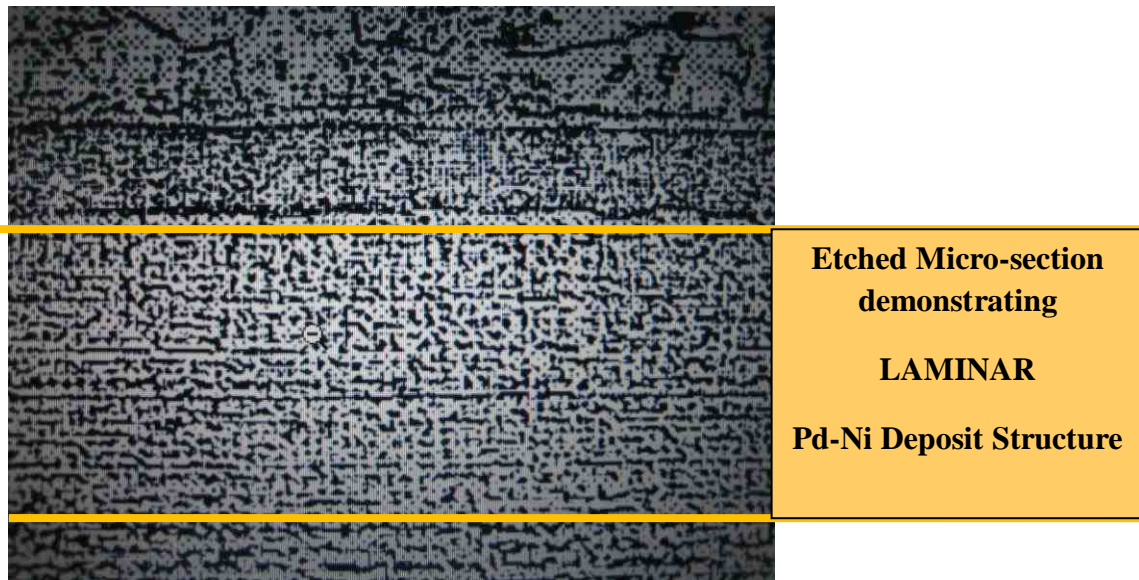 Etched Micro-section
demonstrating
LAMINAR
Pd-Ni Deposit Structure